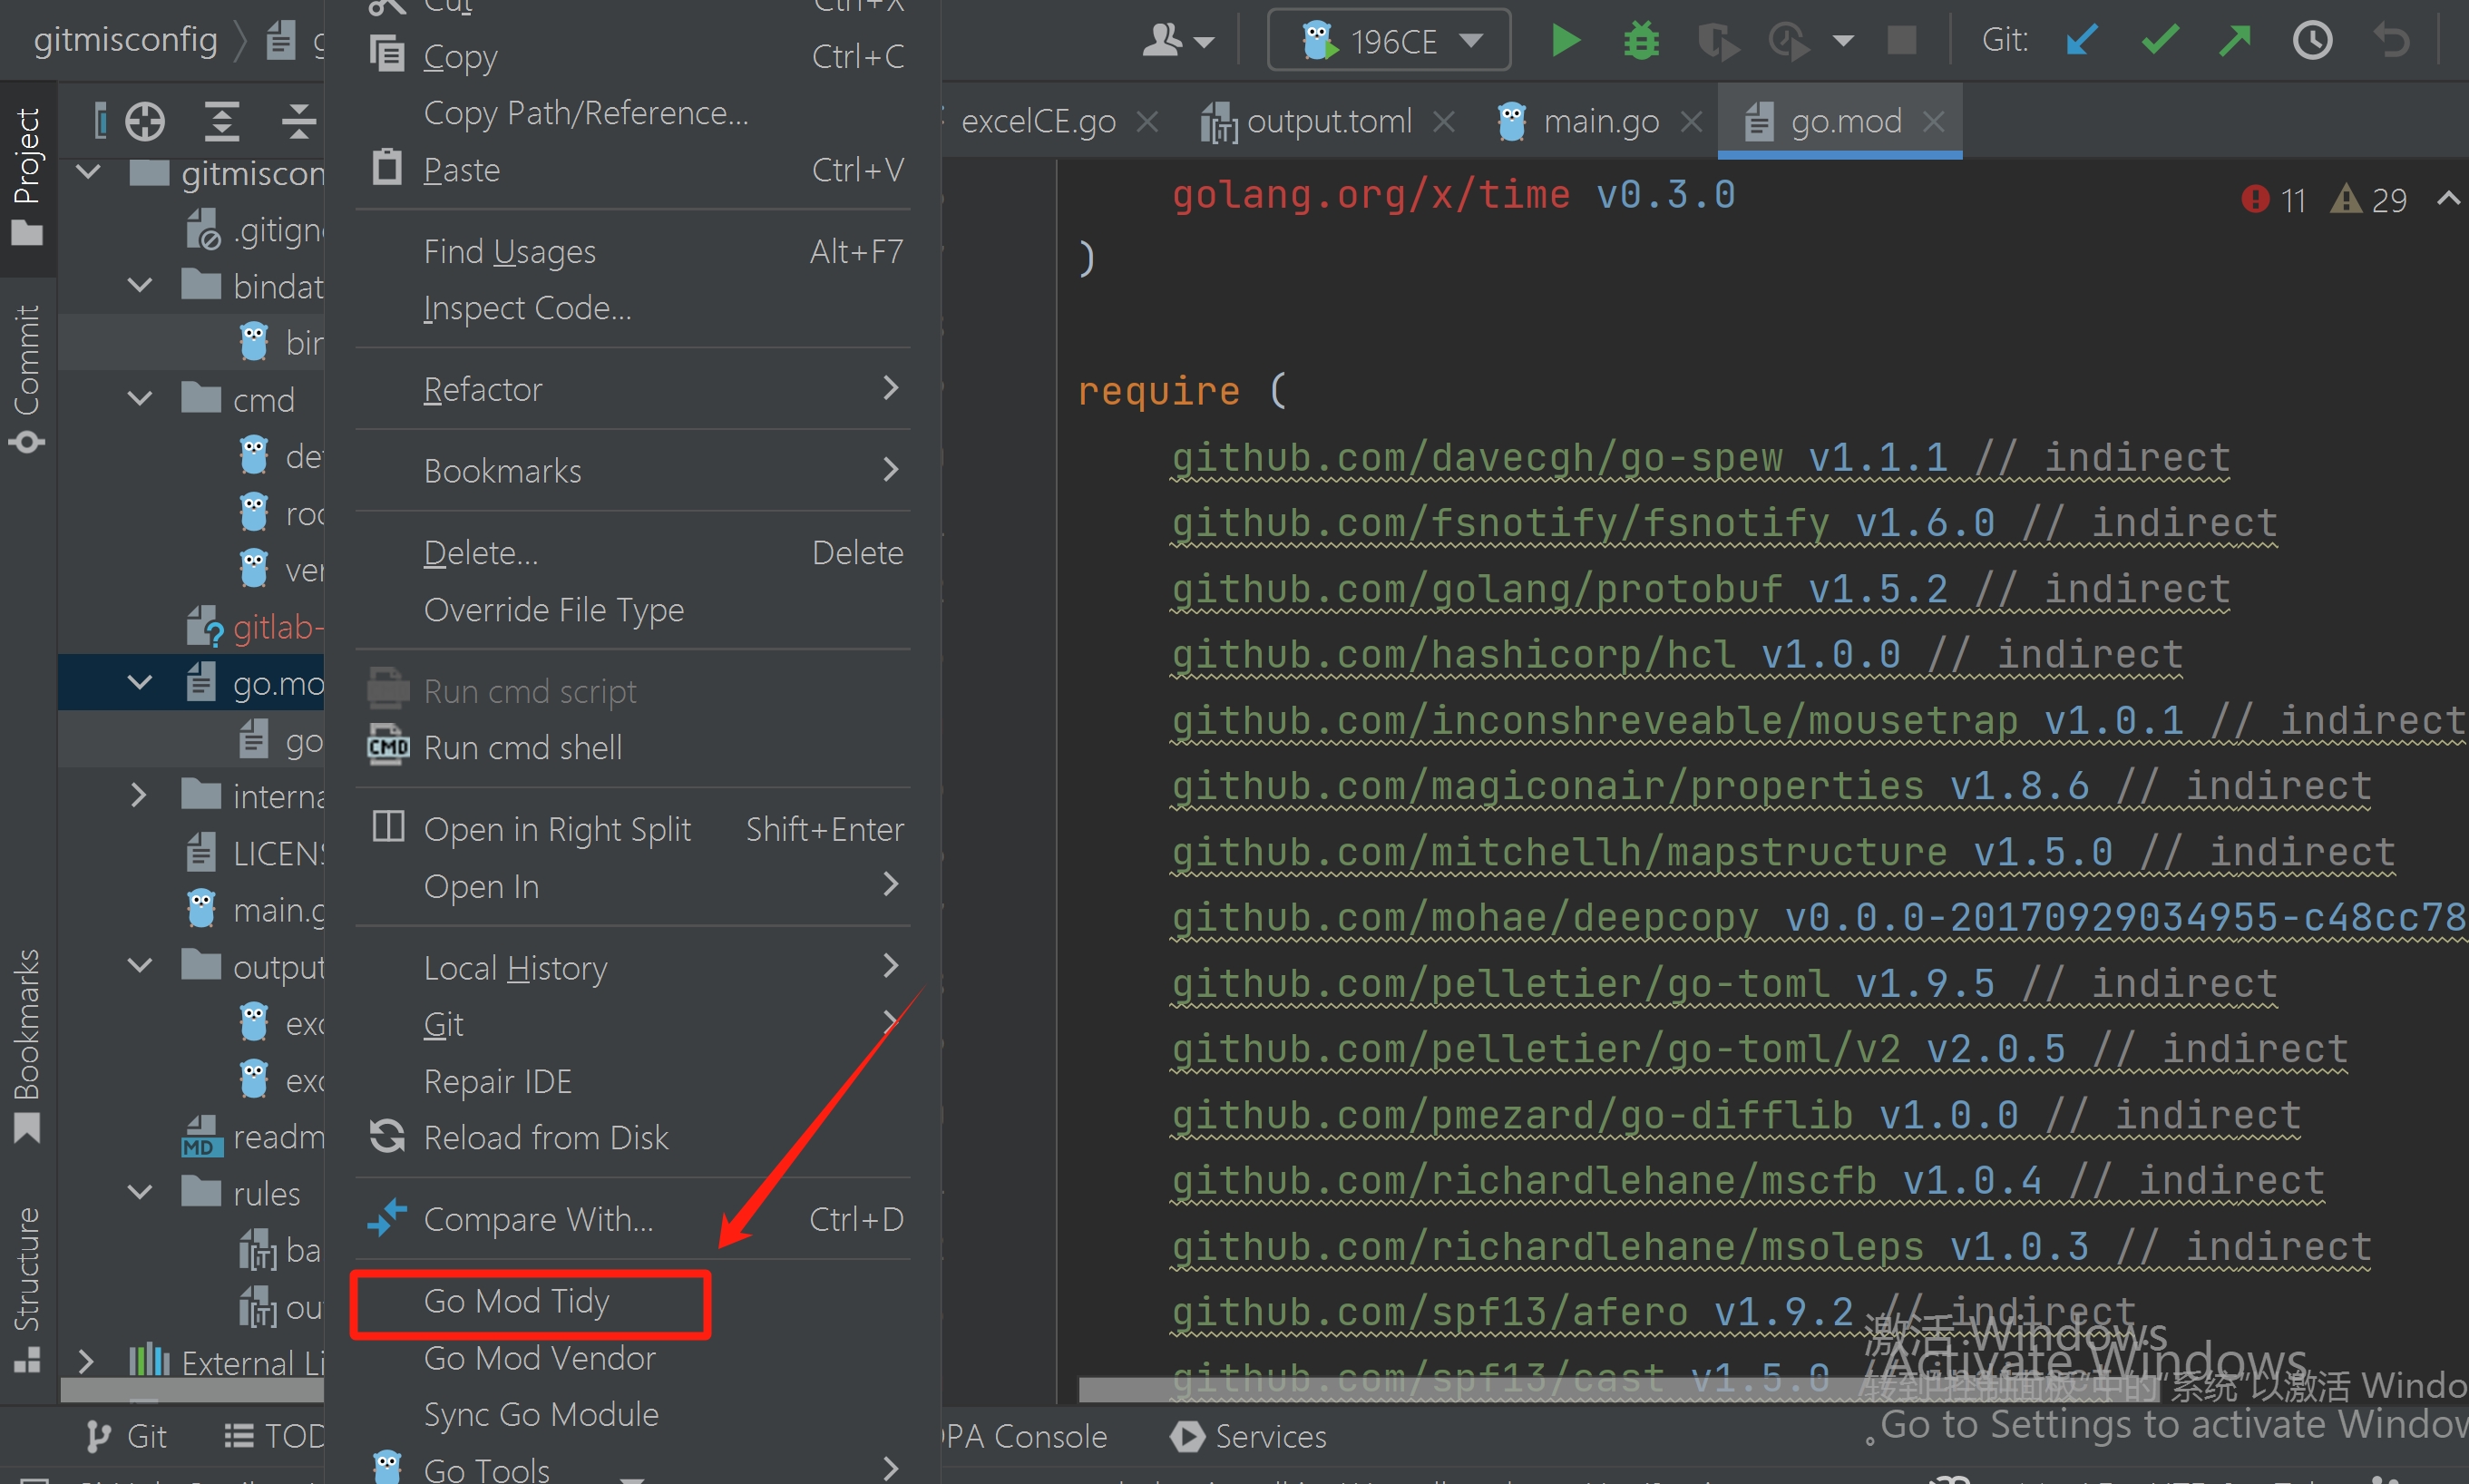 gitmisconfig
196CE
Git:
Project
Commit
Bookmarks
Structure
gitmiscon
.gitign
bindat
bin
cmd
de
roo
ver
gitlab-
go.mo
go
interna
LICENS
main.g
output
exc
exc
readm
rules
ba
ou
External Li
Cut Ctrl+X
Copy Ctrl+C
Copy Path/Reference...
Paste Ctrl+V
Find Usages Alt+F7
Inspect Code...
Refactor
Bookmarks
Delete... Delete
Override File Type
Run cmd script
CMD Run cmd shell
Open in Right Split Shift+Enter
Open In
Local History
Git
Repair IDE
Reload from Disk
Compare With... Ctrl+D
Go Mod Tidy
Go Mod Vendor
Sync Go Module
Go Tools
excelCE.go output.toml main.go go.mod
11 29
golang.org/x/time v0.3.0
)
require (
github.com/davecgh/go-spew v1.1.1 // indirect
github.com/fsnotify/fsnotify v1.6.0 // indirect
github.com/golang/protobuf v1.5.2 // indirect
github.com/hashicorp/hcl v1.0.0 // indirect
github.com/inconshreveable/mousetrap v1.0.1 // indirect
github.com/magiconair/properties v1.8.6 // indirect
github.com/mitchellh/mapstructure v1.5.0 // indirect
github.com/mohae/deepcopy v0.0.0-20170929034955-c48cc78
github.com/pelletier/go-toml v1.9.5 // indirect
github.com/pelletier/go-toml/v2 v2.0.5 // indirect
github.com/pmezard/go-difflib v1.0.0 // indirect
github.com/richardlehane/mscfb v1.0.4 // indirect
github.com/richardlehane/msoleps v1.0.3 // indirect
github.com/spf13/afero v1.9.2 // indirect
github.com/spf13/cast v1.5.0 //
激活 Windows
Activate Windows
转到"控制面板"中的"系统"以激活 Windo
。Go to Settings to activate Window
Git TOD PA Console Services